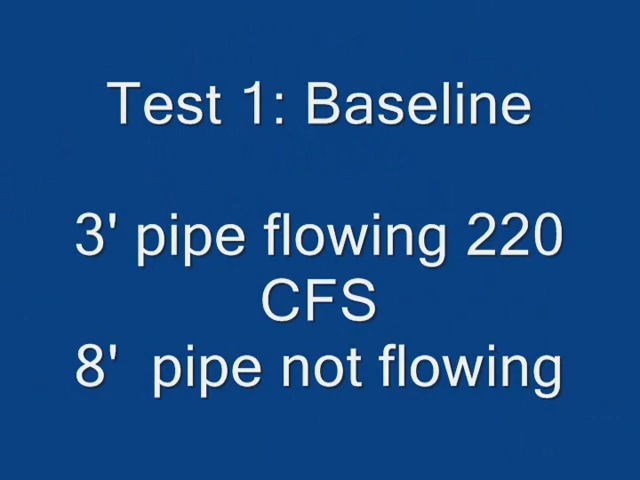 Test 1: Baseline
3' pipe flowing 220
CFS
8'  pipe not flowing